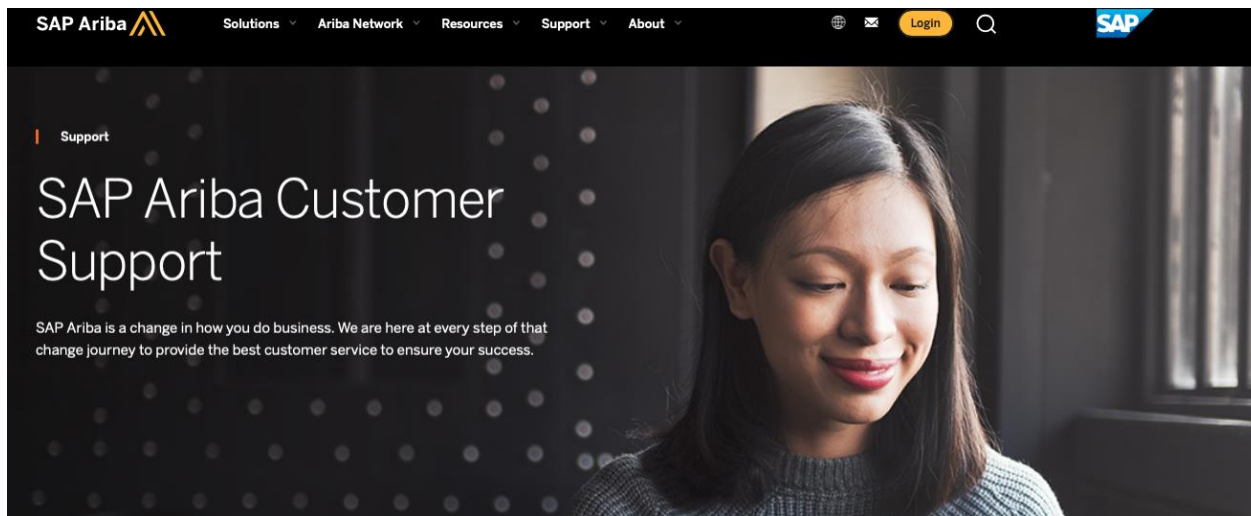 SAP Ariba
Solutions Ariba Network Resources Support About Login SAP
Support
SAP Ariba Customer
Support
SAP Ariba is a change in how you do business. We are here at every step of that
change journey to provide the best customer service to ensure your success.